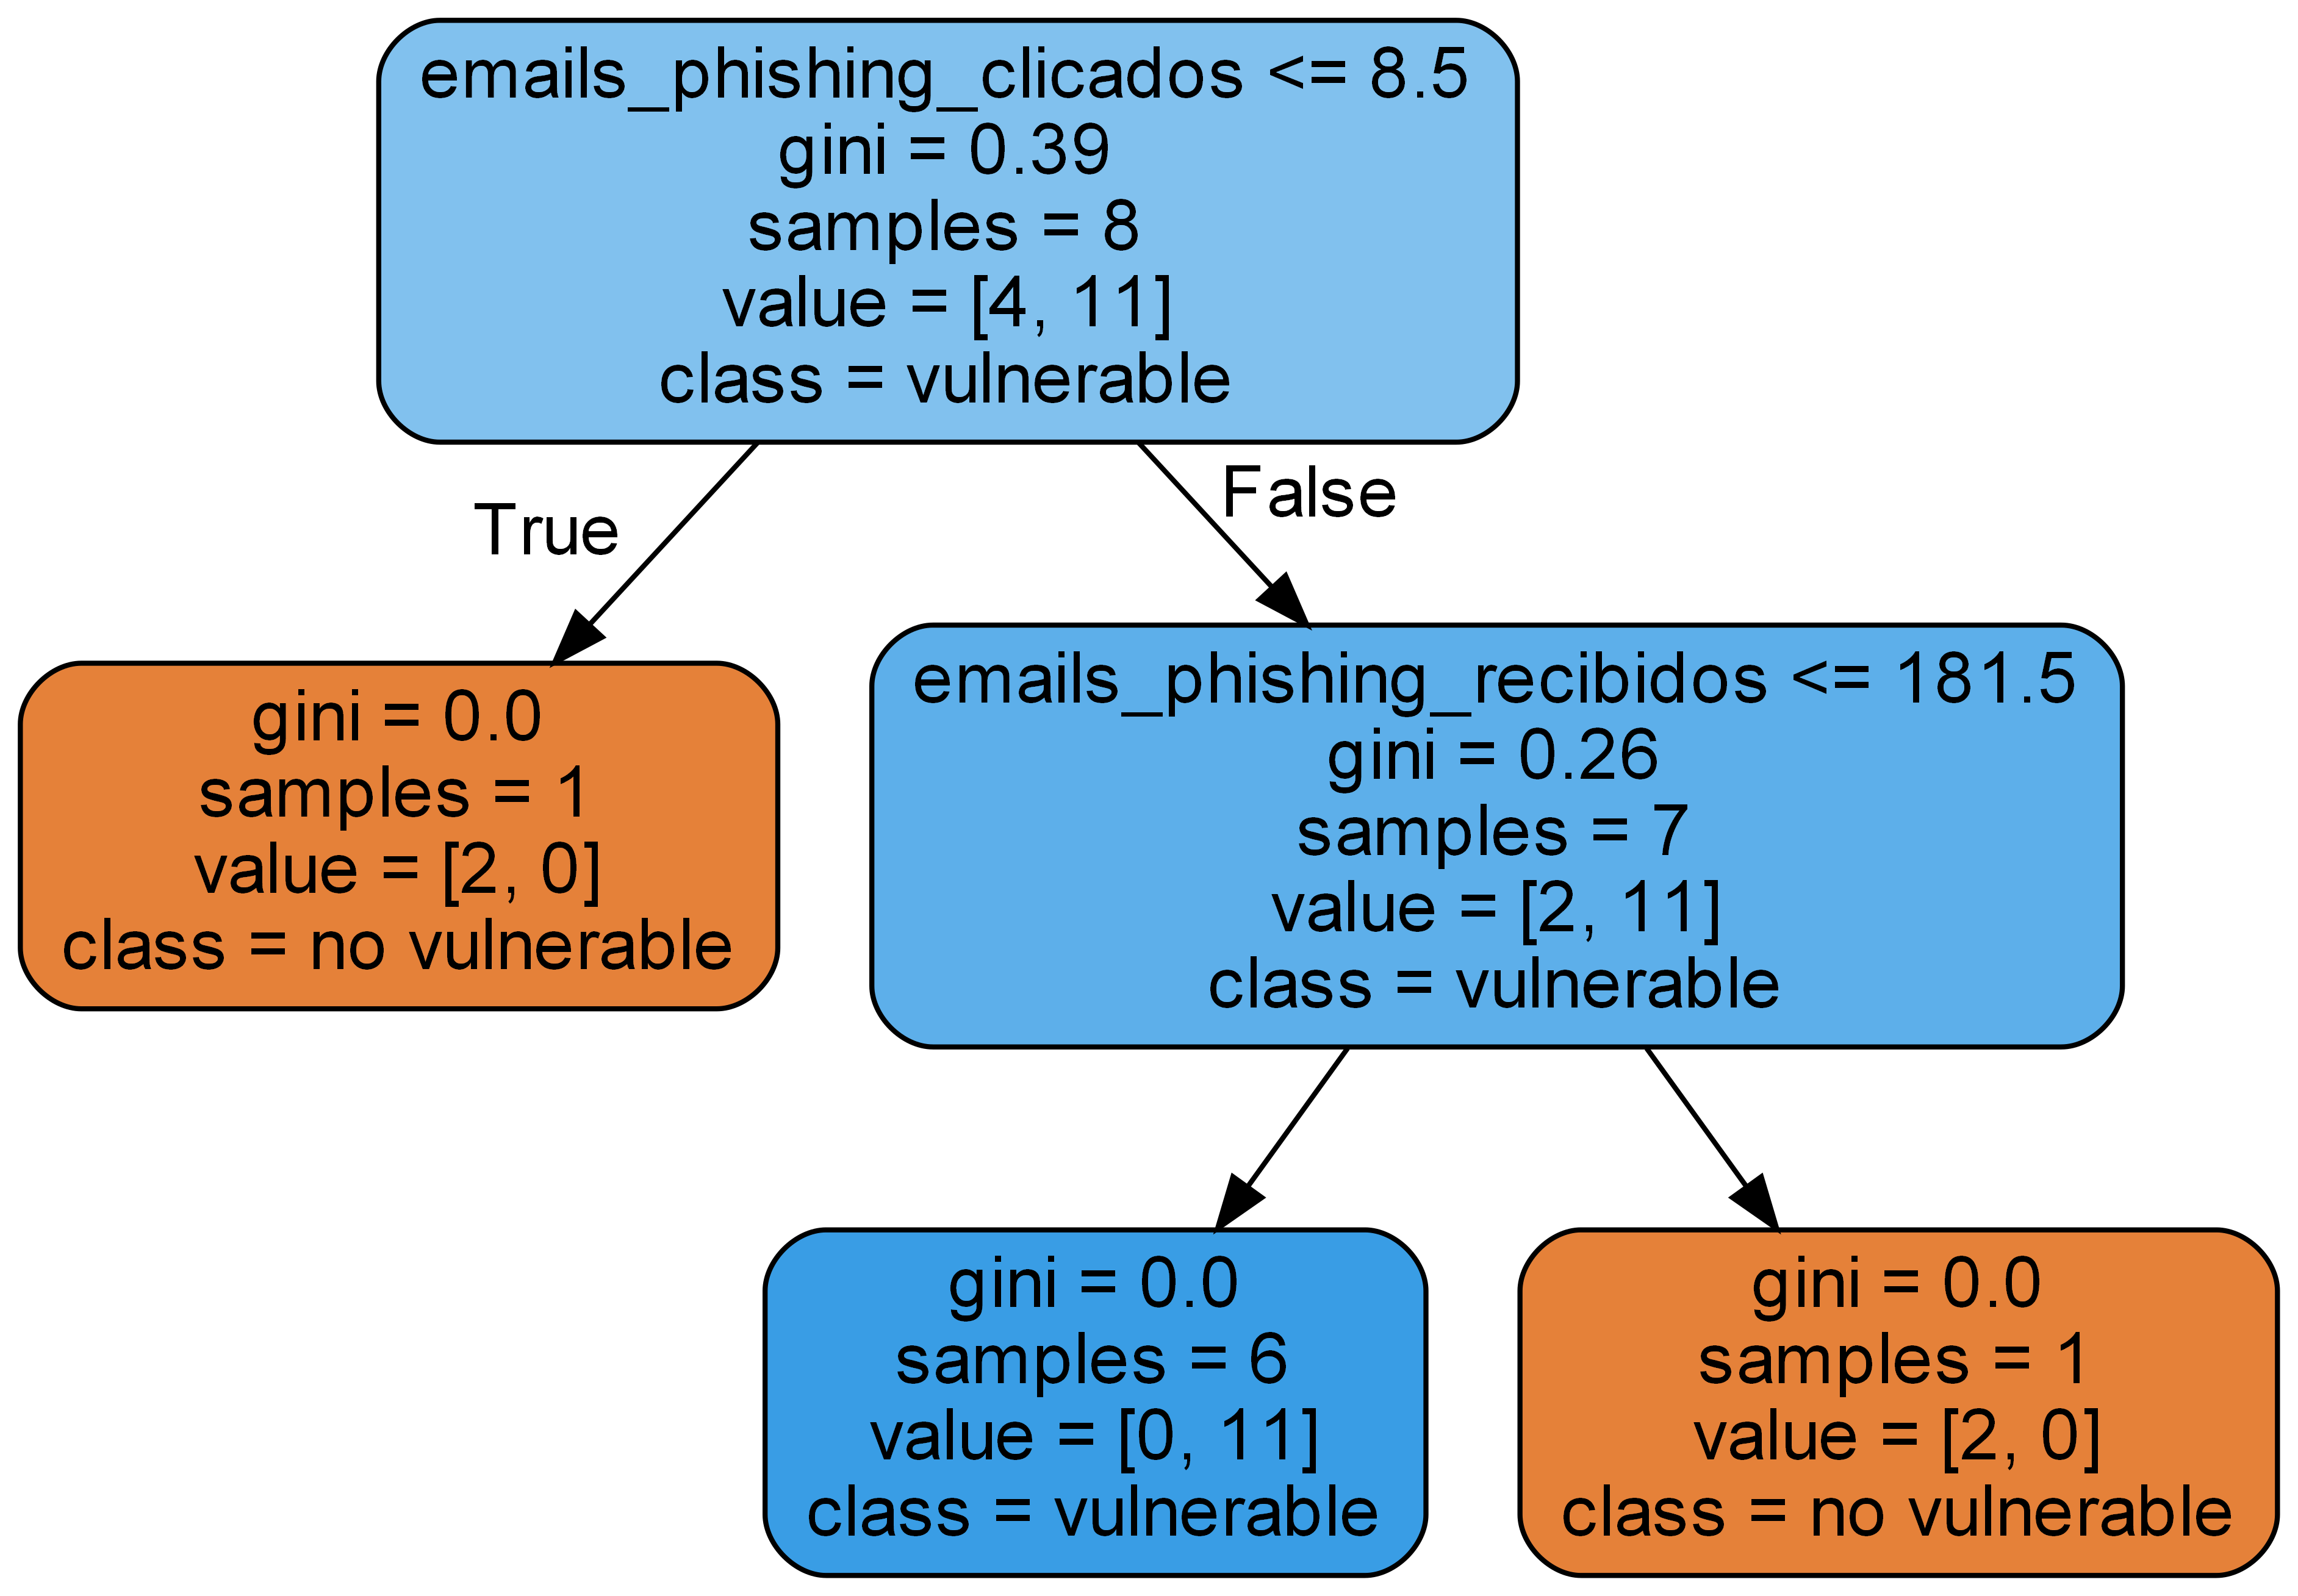 emails_phishing_clicados <= 8.5
gini = 0.39
samples = 8
value = [4, 11]
class = vulnerable
True
False
gini = 0.0
samples = 1
value = [2, 0]
class = no vulnerable
emails_phishing_recibidos <= 181.5
gini = 0.26
samples = 7
value = [2, 11]
class = vulnerable
gini = 0.0
samples = 6
value = [0, 11]
class = vulnerable
gini = 0.0
samples = 1
value = [2, 0]
class = no vulnerable